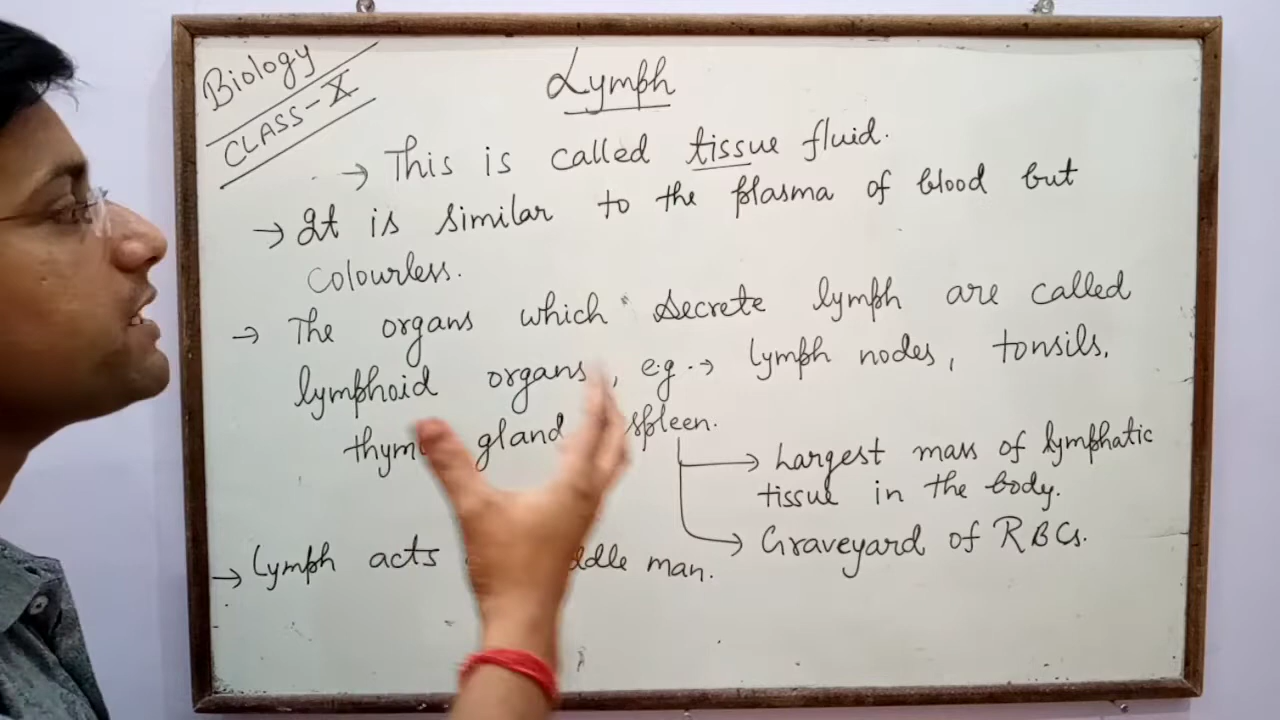 Biology
CLASS-X
Lymph
→ This is called tissue fluid.
→ It is similar to the plasma of blood but
colourless.
→ The organs which secrete lymph are called
lymphoid organs, e.g. → lymph nodes, tonsils,
gland spleen.
→ Largest mass of lymphatic
tissue in the body.
→ Graveyard of RBCs.
→ Lymph acts man.